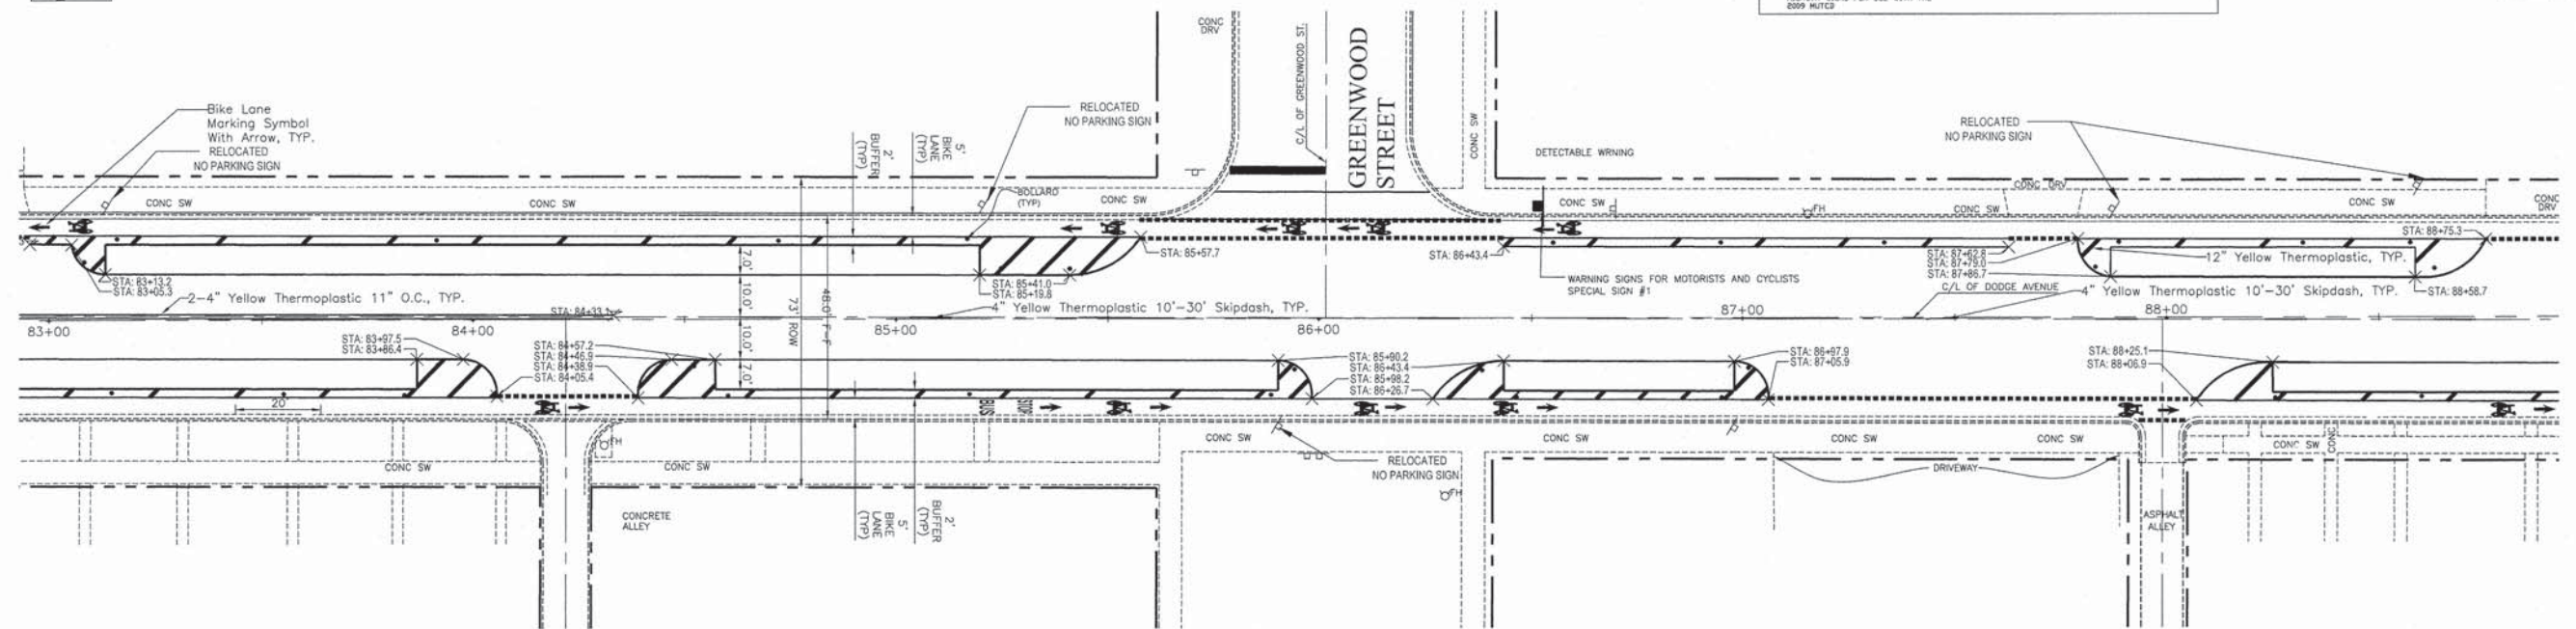 2009 MUTCD
CONC
DRV
C/L OF GREENWOOD ST.
GREENWOOD
STREET
CONC SW
Bike Lane
Marking Symbol
With Arrow, TYP.
RELOCATED
NO PARKING SIGN
2'
BUFFER
(TYP)
5'
BIKE
LANE
(TYP)
RELOCATED
NO PARKING SIGN
DETECTABLE WRNING
RELOCATED
NO PARKING SIGN
CONC SW
CONC SW
BOLLARD
(TYP)
CONC SW
CONC SW
FH
CONC SW
CONC DRV
CONC SW
CONC
DRV
STA: 83+13.2
STA: 83+05.3
7.0'
10.0'
10.0'
7.0'
73' ROW
48.0' F-F
STA: 85+41.0
STA: 85+19.8
STA: 85+57.7
STA: 86+43.4
WARNING SIGNS FOR MOTORISTS AND CYCLISTS
SPECIAL SIGN #1
STA: 87+62.8
STA: 87+79.0
STA: 87+86.7
STA: 88+75.3
12" Yellow Thermoplastic, TYP.
C/L OF DODGE AVENUE
4" Yellow Thermoplastic 10'-30' Skipdash, TYP.
STA: 88+58.7
2-4" Yellow Thermoplastic 11" O.C., TYP.
STA: 84+33.1
4" Yellow Thermoplastic 10'-30' Skipdash, TYP.
83+00
84+00
85+00
86+00
87+00
88+00
STA: 83+97.5
STA: 83+86.4
STA: 84+57.2
STA: 84+46.9
STA: 84+38.9
STA: 84+05.4
STA: 85+90.2
STA: 86+43.4
STA: 85+98.2
STA: 86+26.7
STA: 86+97.9
STA: 87+05.9
STA: 88+25.1
STA: 88+06.9
20'
BUS
STOP
FH
CONC SW
CONC SW
CONC SW
CONC SW
CONC SW
CONC SW
CONC SW
CONC
RELOCATED
NO PARKING SIGN
FH
DRIVEWAY
CONCRETE
ALLEY
5'
BIKE
LANE
(TYP)
2'
BUFFER
(TYP)
ASPHALT
ALLEY